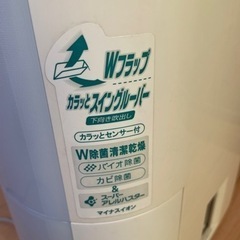 Wフラップ
カラッとスイングルーバー
下向き吹出し
カラッとセンサー付
W除菌清潔乾燥
バイオ除菌
カビ除菌
&
スーパー
アレルバスター
マイナスイオン